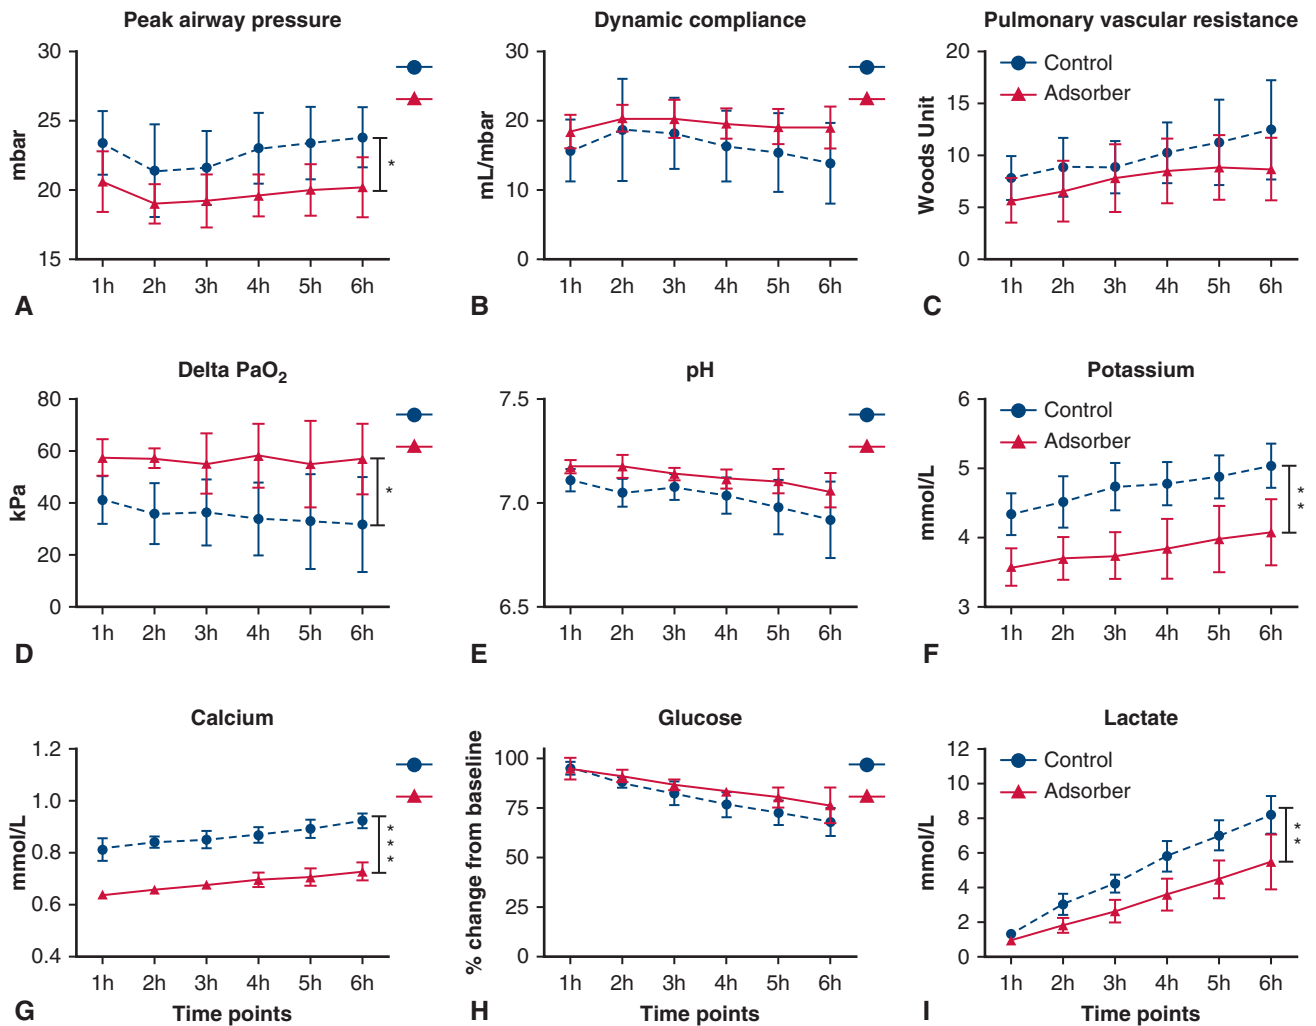 Peak airway pressure
30
25
20
15
mbar
1h 2h 3h 4h 5h 6h
*
A
Dynamic compliance
30
20
10
0
mL/mbar
1h 2h 3h 4h 5h 6h
B
Pulmonary vascular resistance
20
15
10
5
0
Woods Unit
Control
Adsorber
1h 2h 3h 4h 5h 6h
C
Delta PaO2
80
60
40
20
0
kPa
1h 2h 3h 4h 5h 6h
*
D
pH
7.5
7.0
6.5
1h 2h 3h 4h 5h 6h
E
Potassium
6
5
4
3
mmol/L
Control
Adsorber
1h 2h 3h 4h 5h 6h
**
F
Calcium
1.2
1.0
0.8
0.6
0.4
mmol/L
1h 2h 3h 4h 5h 6h
***
Time points
G
Glucose
100
75
50
25
0
% change from baseline
1h 2h 3h 4h 5h 6h
Time points
H
Lactate
12
10
8
6
4
2
0
mmol/L
Control
Adsorber
1h 2h 3h 4h 5h 6h
**
Time points
I